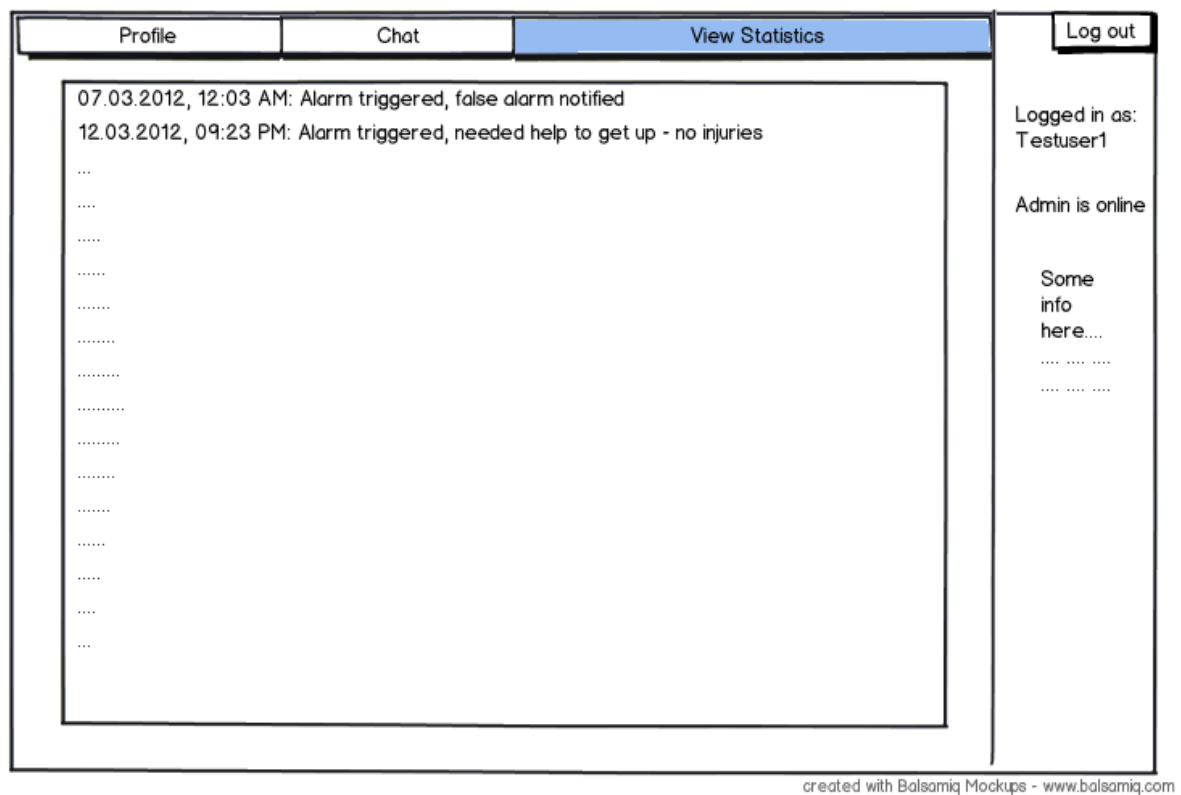 Profile
Chat
View Statistics
Log out
07.03.2012, 12:03 AM: Alarm triggered, false alarm notified
12.03.2012, 09:23 PM: Alarm triggered, needed help to get up - no injuries
...
....
.....
......
.......
........
.........
..........
.........
........
.......
......
.....
....
...
Logged in as:
Testuser1
Admin is online
Some
info
here....
.... .... ....
.... .... ....
created with Balsamiq Mockups - www.balsamiq.com